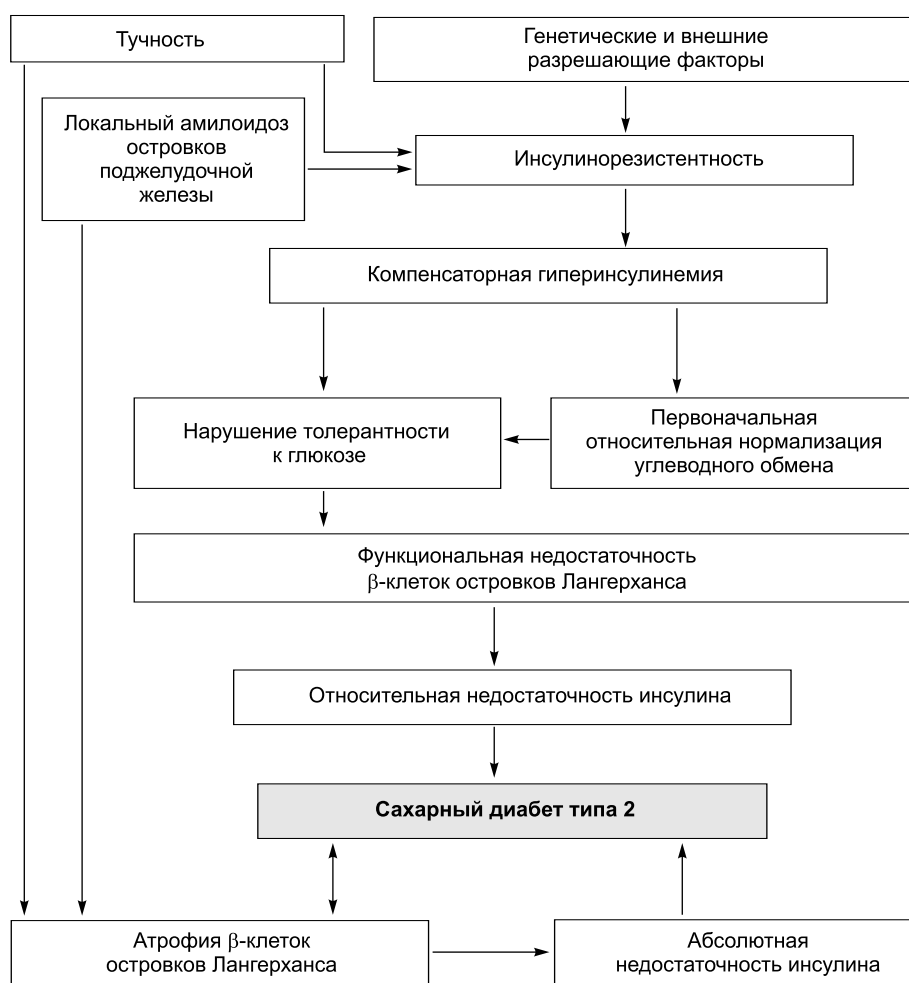 Тучность
Генетические и внешние
разрешающие факторы
Локальный амилоидоз
островков
поджелудочной
железы
Инсулинорезистентность
Компенсаторная гиперинсулинемия
Нарушение толерантности
к глюкозе
Первоначальная
относительная нормализация
углеводного обмена
Функциональная недостаточность
β-клеток островков Лангерханса
Относительная недостаточность инсулина
Сахарный диабет типа 2
Атрофия β-клеток
островков Лангерханса
Абсолютная
недостаточность инсулина